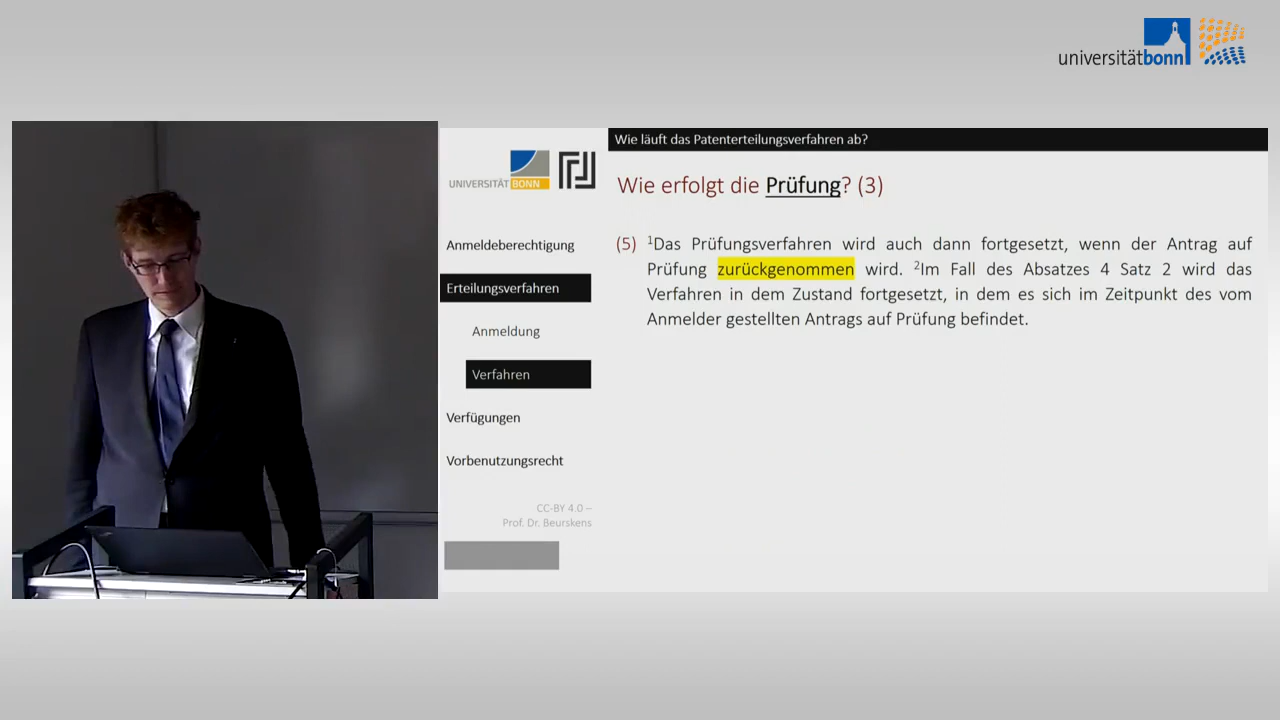 universitätbonn
Wie läuft das Patenterteilungsverfahren ab?
UNIVERSITÄT BONN
Wie erfolgt die Prüfung? (3)
Anmeldeberechtigung
Erteilungsverfahren
Anmeldung
Verfahren
Verfügungen
Vorbenutzungsrecht
CC-BY 4.0 –
Prof. Dr. Beurskens
(5) ¹Das Prüfungsverfahren wird auch dann fortgesetzt, wenn der Antrag auf
Prüfung zurückgenommen wird. ²Im Fall des Absatzes 4 Satz 2 wird das
Verfahren in dem Zustand fortgesetzt, in dem es sich im Zeitpunkt des vom
Anmelder gestellten Antrags auf Prüfung befindet.